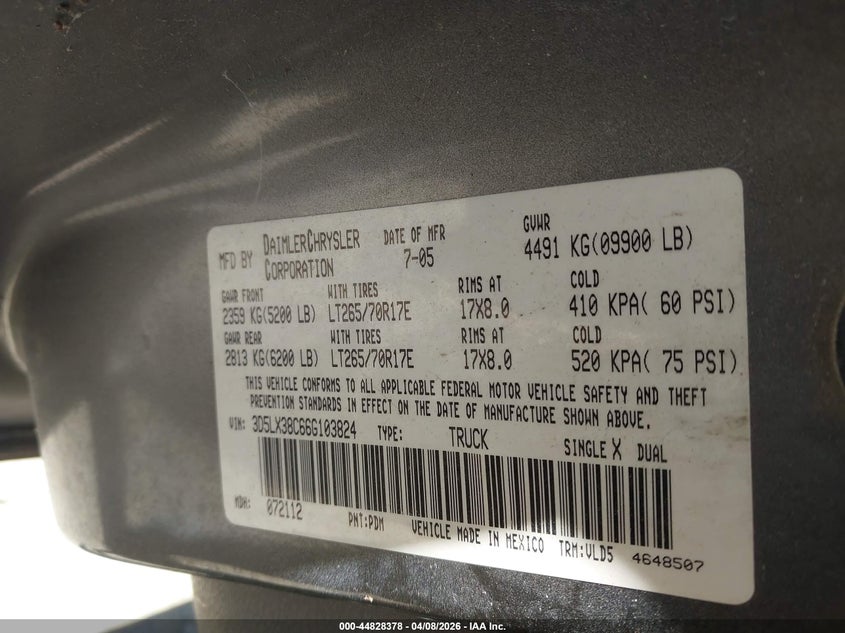 MFD BY DAIMLERCHRYSLER CORPORATION DATE OF MFR 7-05 GVWR 4491 KG(09900 LB)
GAWR FRONT WITH TIRES RIMS AT COLD
2359 KG(5200 LB) LT265/70R17E 17X8.0 410 KPA( 60 PSI)
GAWR REAR WITH TIRES RIMS AT COLD
2813 KG(6200 LB) LT265/70R17E 17X8.0 520 KPA( 75 PSI)
THIS VEHICLE CONFORMS TO ALL APPLICABLE FEDERAL MOTOR VEHICLE SAFETY AND THEFT
PREVENTION STANDARDS IN EFFECT ON THE DATE OF MANUFACTURE SHOWN ABOVE.
VIN: 3D5LX38C66G103824 TYPE: TRUCK SINGLE X DUAL
MDH: 072112
PNT:PDM VEHICLE MADE IN MEXICO TRM:VLD5 4648507
000-44828378 - 04/08/2026 - IAA Inc.